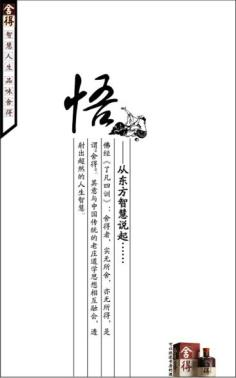 舍得
智慧人生 品味舍得
悟
——从东方智慧说起……
佛经《了凡四训》：舍得者，实无所舍，亦无所得，是
谓“舍得”。其意与中国传统的老庄道学思想相互融会，透
射出超然的人生智慧。
舍得